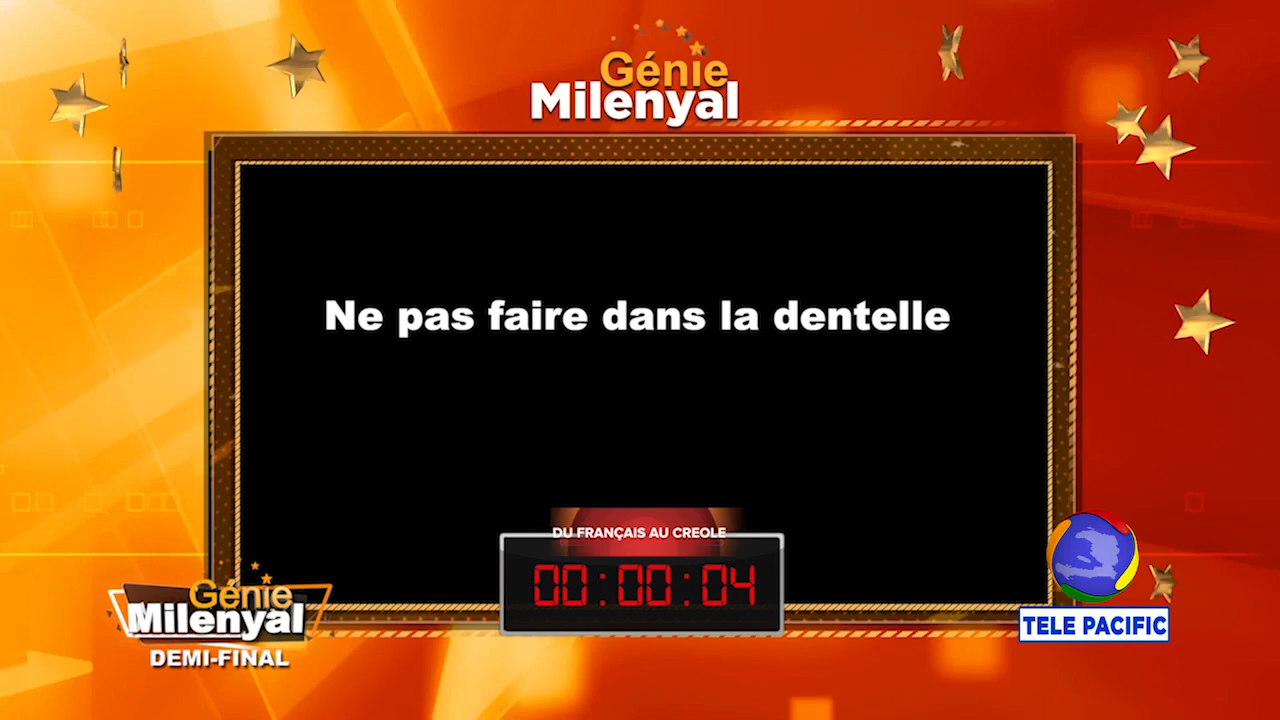 Génie
Milenyal
Ne pas faire dans la dentelle
DU FRANÇAIS AU CREOLE
00:00:04
Génie
Milenyal
DEMI-FINAL
TELE PACIFIC